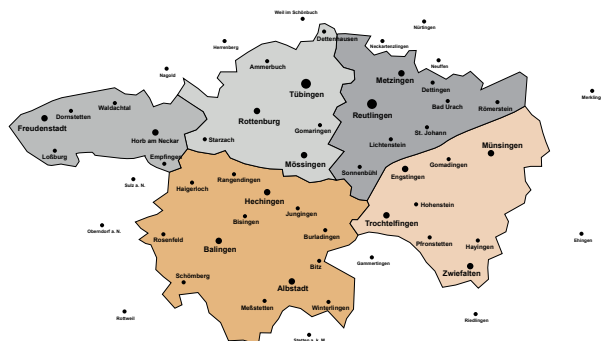 Weil im Schönbuch
Nürtingen
Dettenhausen
Herrenberg
Neckartenzlingen
Ammerbuch
Neuffen
Nagold
Metzingen
Tübingen
Dettingen
Merkling
Waldachtal
Bad Urach
Römerstein
Dornstetten
Reutlingen
Rottenburg
Freudenstadt
Gomaringen
St. Johann
Horb am Neckar
Starzach
Lichtenstein
Münsingen
Loßburg
Empfingen
Mössingen
Gomadingen
Sonnenbühl
Engstingen
Sulz a. N.
Rangendingen
Haigerloch
Hechingen
Hohenstein
Jungingen
Bisingen
Trochtelfingen
Oberndorf a. N.
Burladingen
Rosenfeld
Balingen
Pfronstetten
Hayingen
Ehingen
Gammertingen
Bitz
Schömberg
Zwiefalten
Albstadt
Meßstetten
Winterlingen
Rottweil
Riedlingen